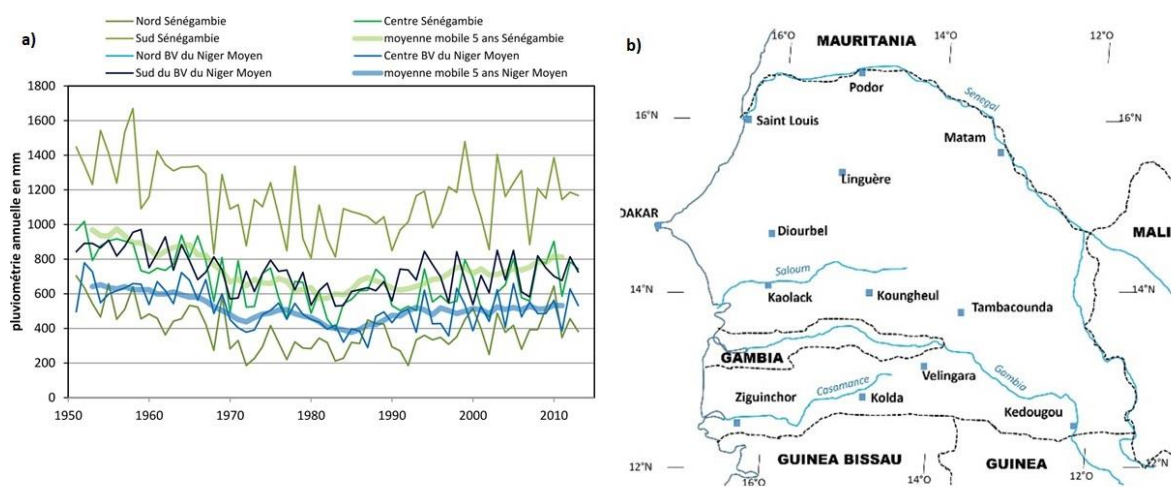 a)
Nord Sénégambie
Centre Sénégambie
Sud Sénégambie
moyenne mobile 5 ans Sénégambie
Nord BV du Niger Moyen
Centre BV du Niger Moyen
Sud du BV du Niger Moyen
moyenne mobile 5 ans Niger Moyen
pluviométrie annuelle en mm
1800
1600
1400
1200
1000
800
600
400
200
0
1950 1960 1970 1980 1990 2000 2010
b)
16°O 14°O 12°O
MAURITANIA
Podor
Senegal
16°N
Saint Louis
16°N
Matam
Linguère
DAKAR
Diourbel
MALI
Saloum
14°N
Kaolack
Koungheul
14°N
Tambacounda
GAMBIA
Velingara
Gambia
Casamance
Ziguinchor
Kolda
Kedougou
12°N
GUINEA BISSAU
GUINEA
12°N
16°O 14°O 12°O